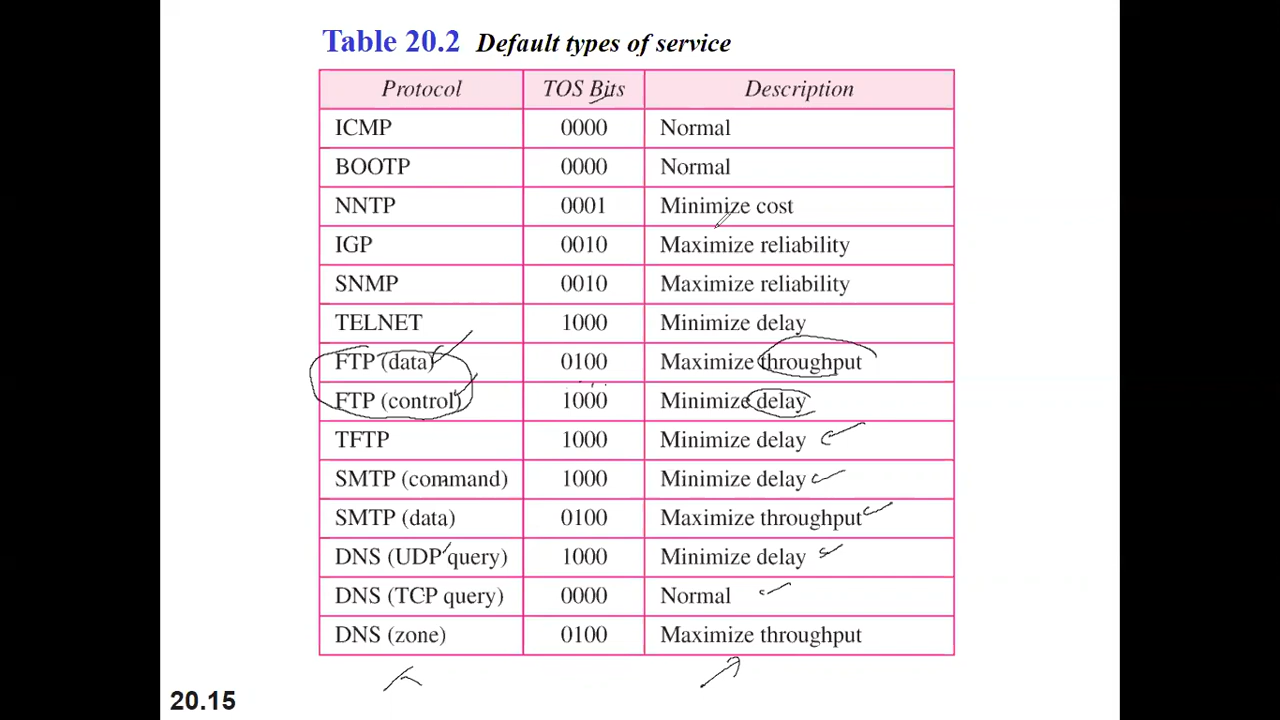 Table 20.2 Default types of service
Protocol TOS Bits Description
ICMP 0000 Normal
BOOTP 0000 Normal
NNTP 0001 Minimize cost
IGP 0010 Maximize reliability
SNMP 0010 Maximize reliability
TELNET 1000 Minimize delay
FTP (data) 0100 Maximize throughput
FTP (control) 1000 Minimize delay
TFTP 1000 Minimize delay
SMTP (command) 1000 Minimize delay
SMTP (data) 0100 Maximize throughput
DNS (UDP query) 1000 Minimize delay
DNS (TCP query) 0000 Normal
DNS (zone) 0100 Maximize throughput
20.15